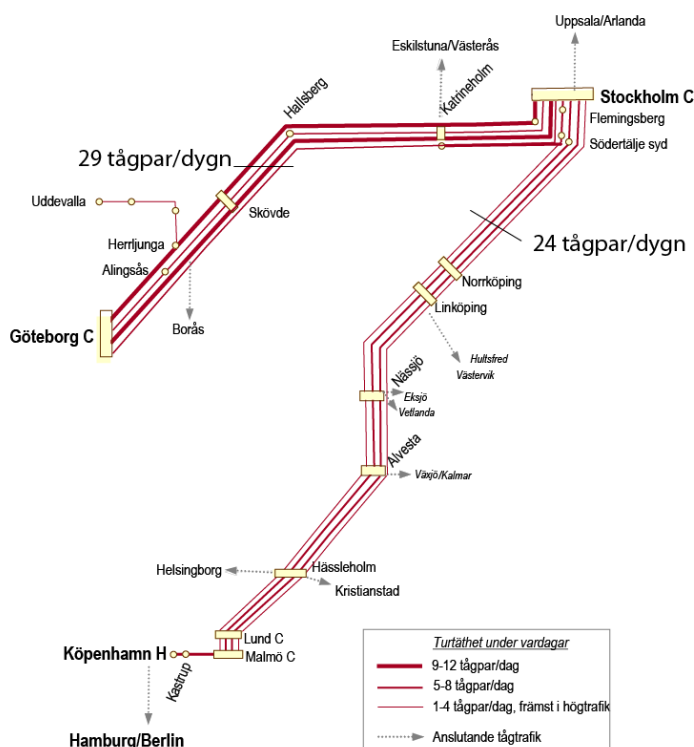 Uppsala/Arlanda
Eskilstuna/Västerås
Hallsberg
Katrineholm
Stockholm C
Flemingsberg
Södertälje syd
29 tågpar/dygn
Uddevalla
Skövde
Herrljunga
24 tågpar/dygn
Alingsås
Norrköping
Linköping
Borås
Göteborg C
Hultsfred
Västervik
Nässjö
Eksjö
Vetlanda
Alvesta
Växjö/Kalmar
Helsingborg
Hässleholm
Kristianstad
Lund C
Köpenhamn H
Malmö C
Kastrup
Hamburg/Berlin
Turtäthet under vardagar
9-12 tågpar/dag
5-8 tågpar/dag
1-4 tågpar/dag, främst i högtrafik
Anslutande tågtrafik